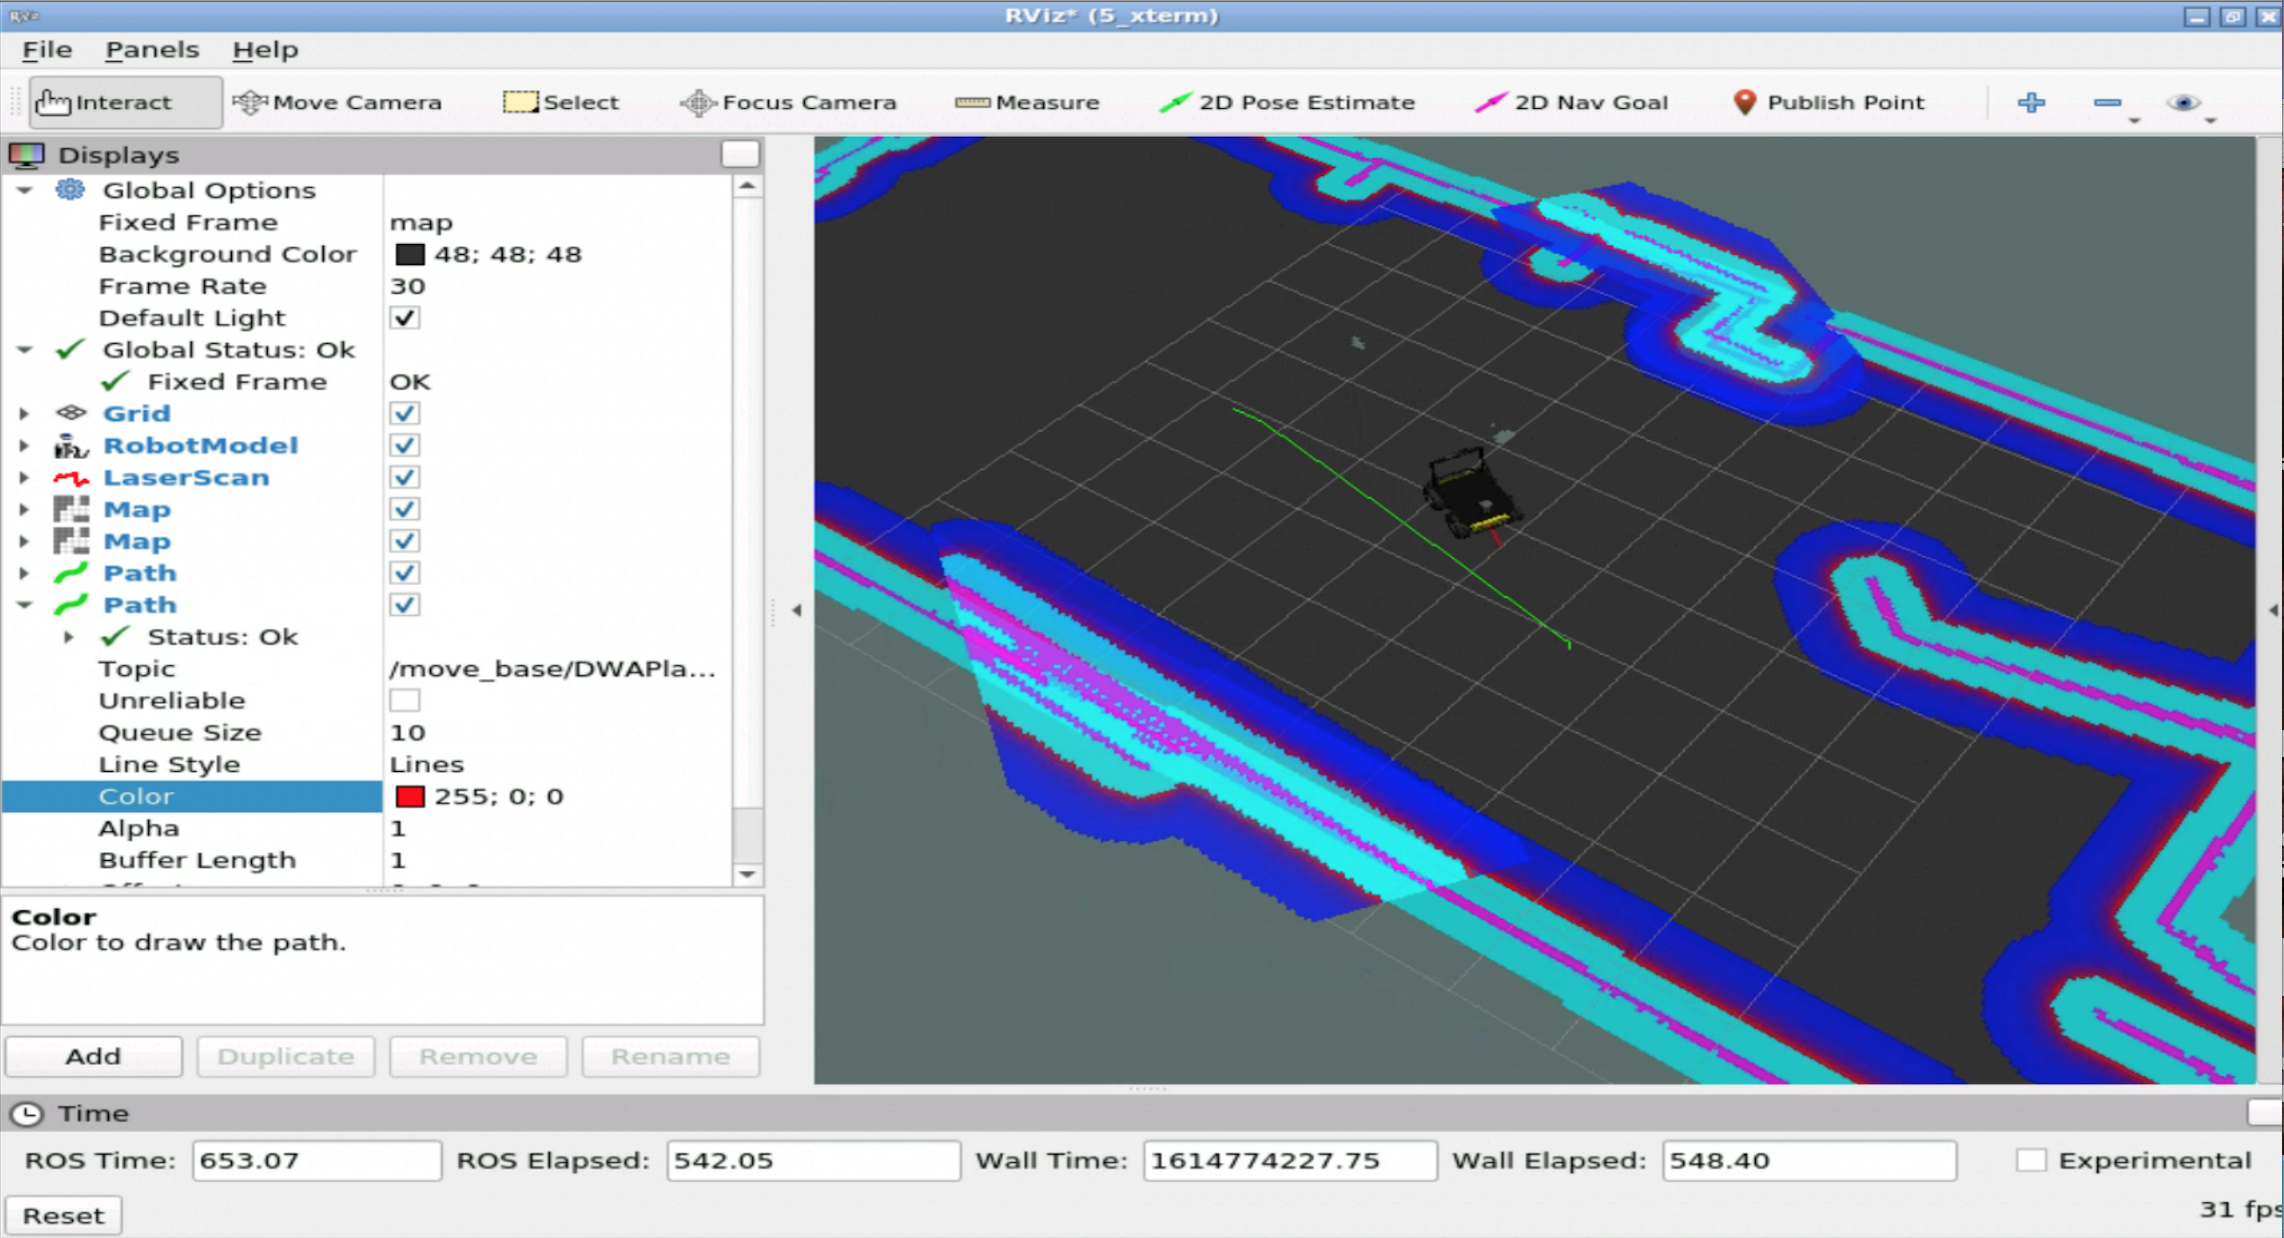 RViz* (5_xterm)
File Panels Help
Interact Move Camera Select Focus Camera Measure 2D Pose Estimate 2D Nav Goal Publish Point
Displays
Global Options
Fixed Frame map
Background Color 48; 48; 48
Frame Rate 30
Default Light
Global Status: Ok
Fixed Frame OK
Grid
RobotModel
LaserScan
Map
Map
Path
Path
Status: Ok
Topic /move_base/DWAPla...
Unreliable
Queue Size 10
Line Style Lines
Color 255; 0; 0
Alpha 1
Buffer Length 1
Color
Color to draw the path.
Add Duplicate Remove Rename
Time
ROS Time: 653.07 ROS Elapsed: 542.05 Wall Time: 1614774227.75 Wall Elapsed: 548.40 Experimental
Reset
31 fps